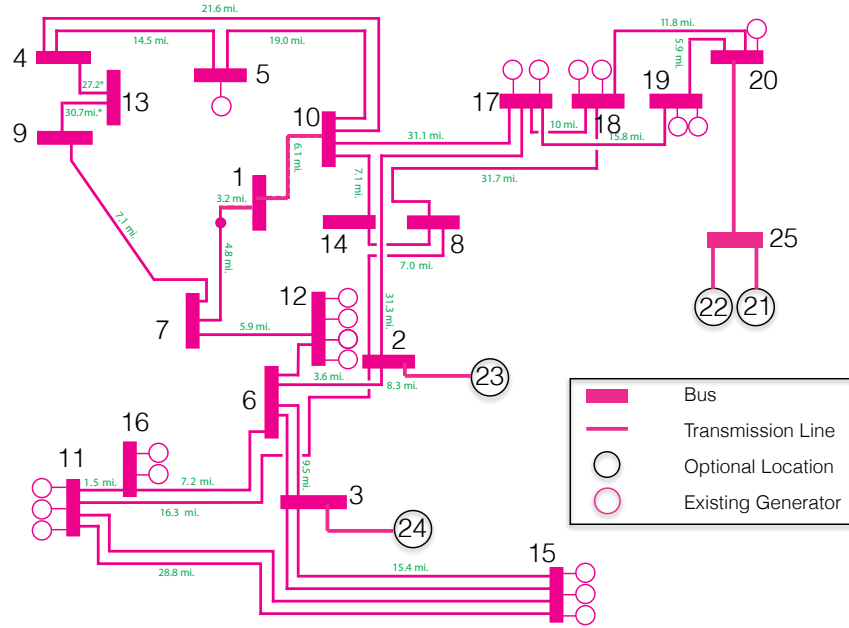 21.6 mi.
14.5 mi.
19.0 mi.
11.8 mi.
5.9 mi.
4
5
20
27.2*
13
30.7mi.*
9
10
17
18
19
10 mi.
15.8 mi.
31.1 mi.
6.1 mi.
7.1 mi.
31.7 mi.
1
3.2 mi.
14
8
7.0 mi.
25
7.1 mi.
4.8 mi.
22
21
7
12
5.9 mi.
31.3 mi.
2
3.6 mi.
8.3 mi.
23
6
16
11
1.5 mi.
7.2 mi.
16.3 mi.
9.5 mi.
3
24
28.8 mi.
15.4 mi.
15
Bus
Transmission Line
Optional Location
Existing Generator